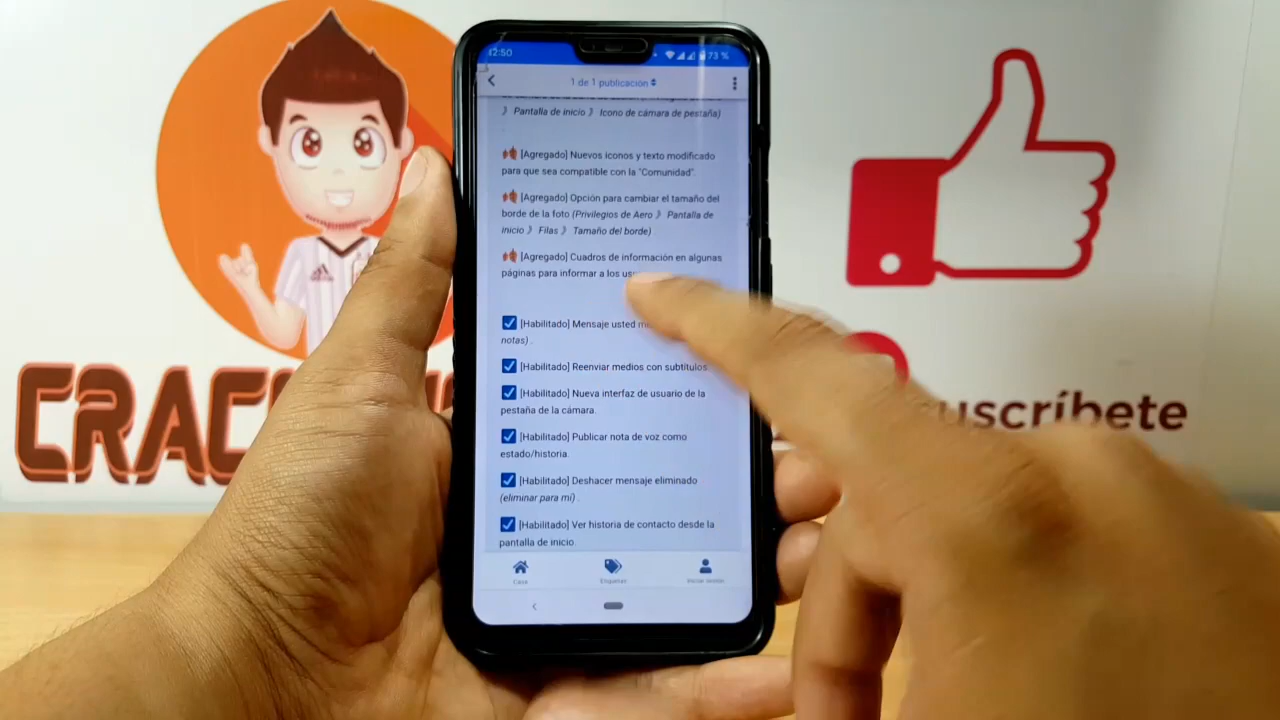 12:50
73 %
1 de 1 publicación
》 Pantalla de inicio 》 Icono de cámara de pestaña)
[Agregado] Nuevos iconos y texto modificado
para que sea compatible con la "Comunidad".
[Agregado] Opción para cambiar el tamaño del
borde de la foto (Privilegios de Aero 》 Pantalla de
inicio 》 Filas 》 Tamaño del borde)
[Agregado] Cuadros de información en algunas
páginas para informar a los
[Habilitado] Mensaje usted
notas) .
[Habilitado] Reenviar medios con subtítulos
[Habilitado] Nueva interfaz de usuario de la
pestaña de la cámara.
[Habilitado] Publicar nota de voz como
estado/historia.
[Habilitado] Deshacer mensaje eliminado
(eliminar para mí) .
[Habilitado] Ver historia de contacto desde la
pantalla de inicio.
Casa
Etiquetas
Iniciar sesión
suscríbete